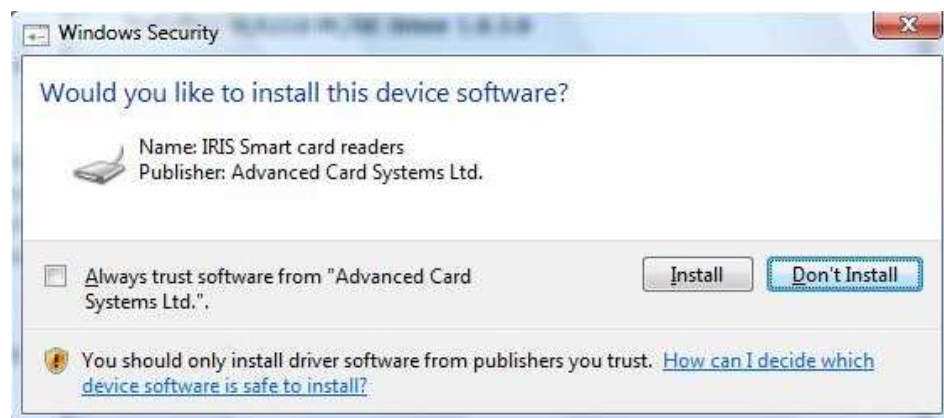 Windows Security
Would you like to install this device software?
Name: IRIS Smart card readers
Publisher: Advanced Card Systems Ltd.
Always trust software from "Advanced Card
Systems Ltd.".
Install
Don't Install
You should only install driver software from publishers you trust. How can I decide which
device software is safe to install?